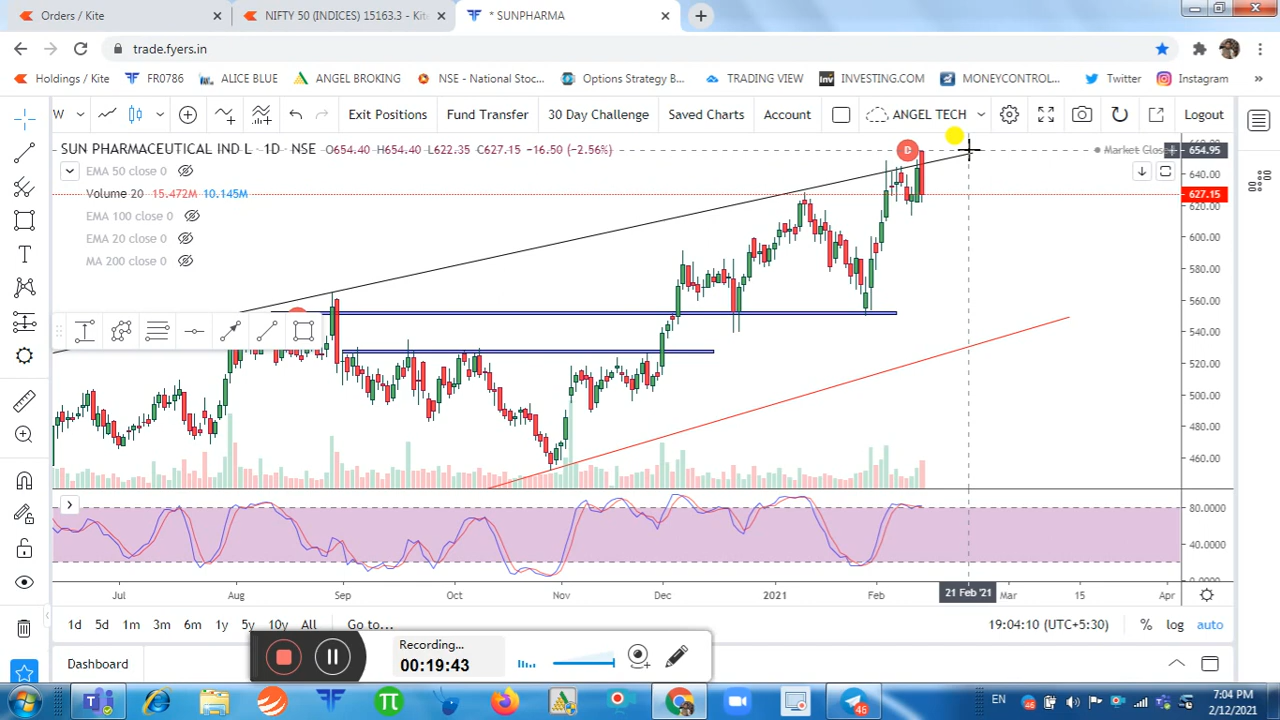 Orders / Kite
NIFTY 50 (INDICES) 15163.3 - Kit
* SUNPHARMA
trade.fyers.in
Holdings / Kite
FR0786
ALICE BLUE
ANGEL BROKING
NSE - National Stoc...
Options Strategy B...
TRADING VIEW
INVESTING.COM
MONEYCONTROL...
Twitter
Instagram
»
W
Exit Positions
Fund Transfer
30 Day Challenge
Saved Charts
Account
ANGEL TECH
Logout
SUN PHARMACEUTICAL IND L · 1D · NSE O654.40 H654.40 L622.35 C627.15 -16.50 (-2.56%)
D
Market Clos
654.95
EMA 50 close 0
640.00
Volume 20 15.472M 10.145M
627.15
EMA 100 close 0
620.00
EMA 20 close 0
600.00
MA 200 close 0
580.00
560.00
540.00
520.00
500.00
480.00
460.00
80.0000
40.0000
0.0000
Jul
Aug
Sep
Oct
Nov
Dec
2021
Feb
21 Feb '21
Mar
15
Apr
1d 5d 1m 3m 6m 1y 5y 10y All
Go to...
19:04:10 (UTC+5:30)
%
log
auto
Recording...
00:19:43
Dashboard
EN
46
46
7:04 PM
2/12/2021